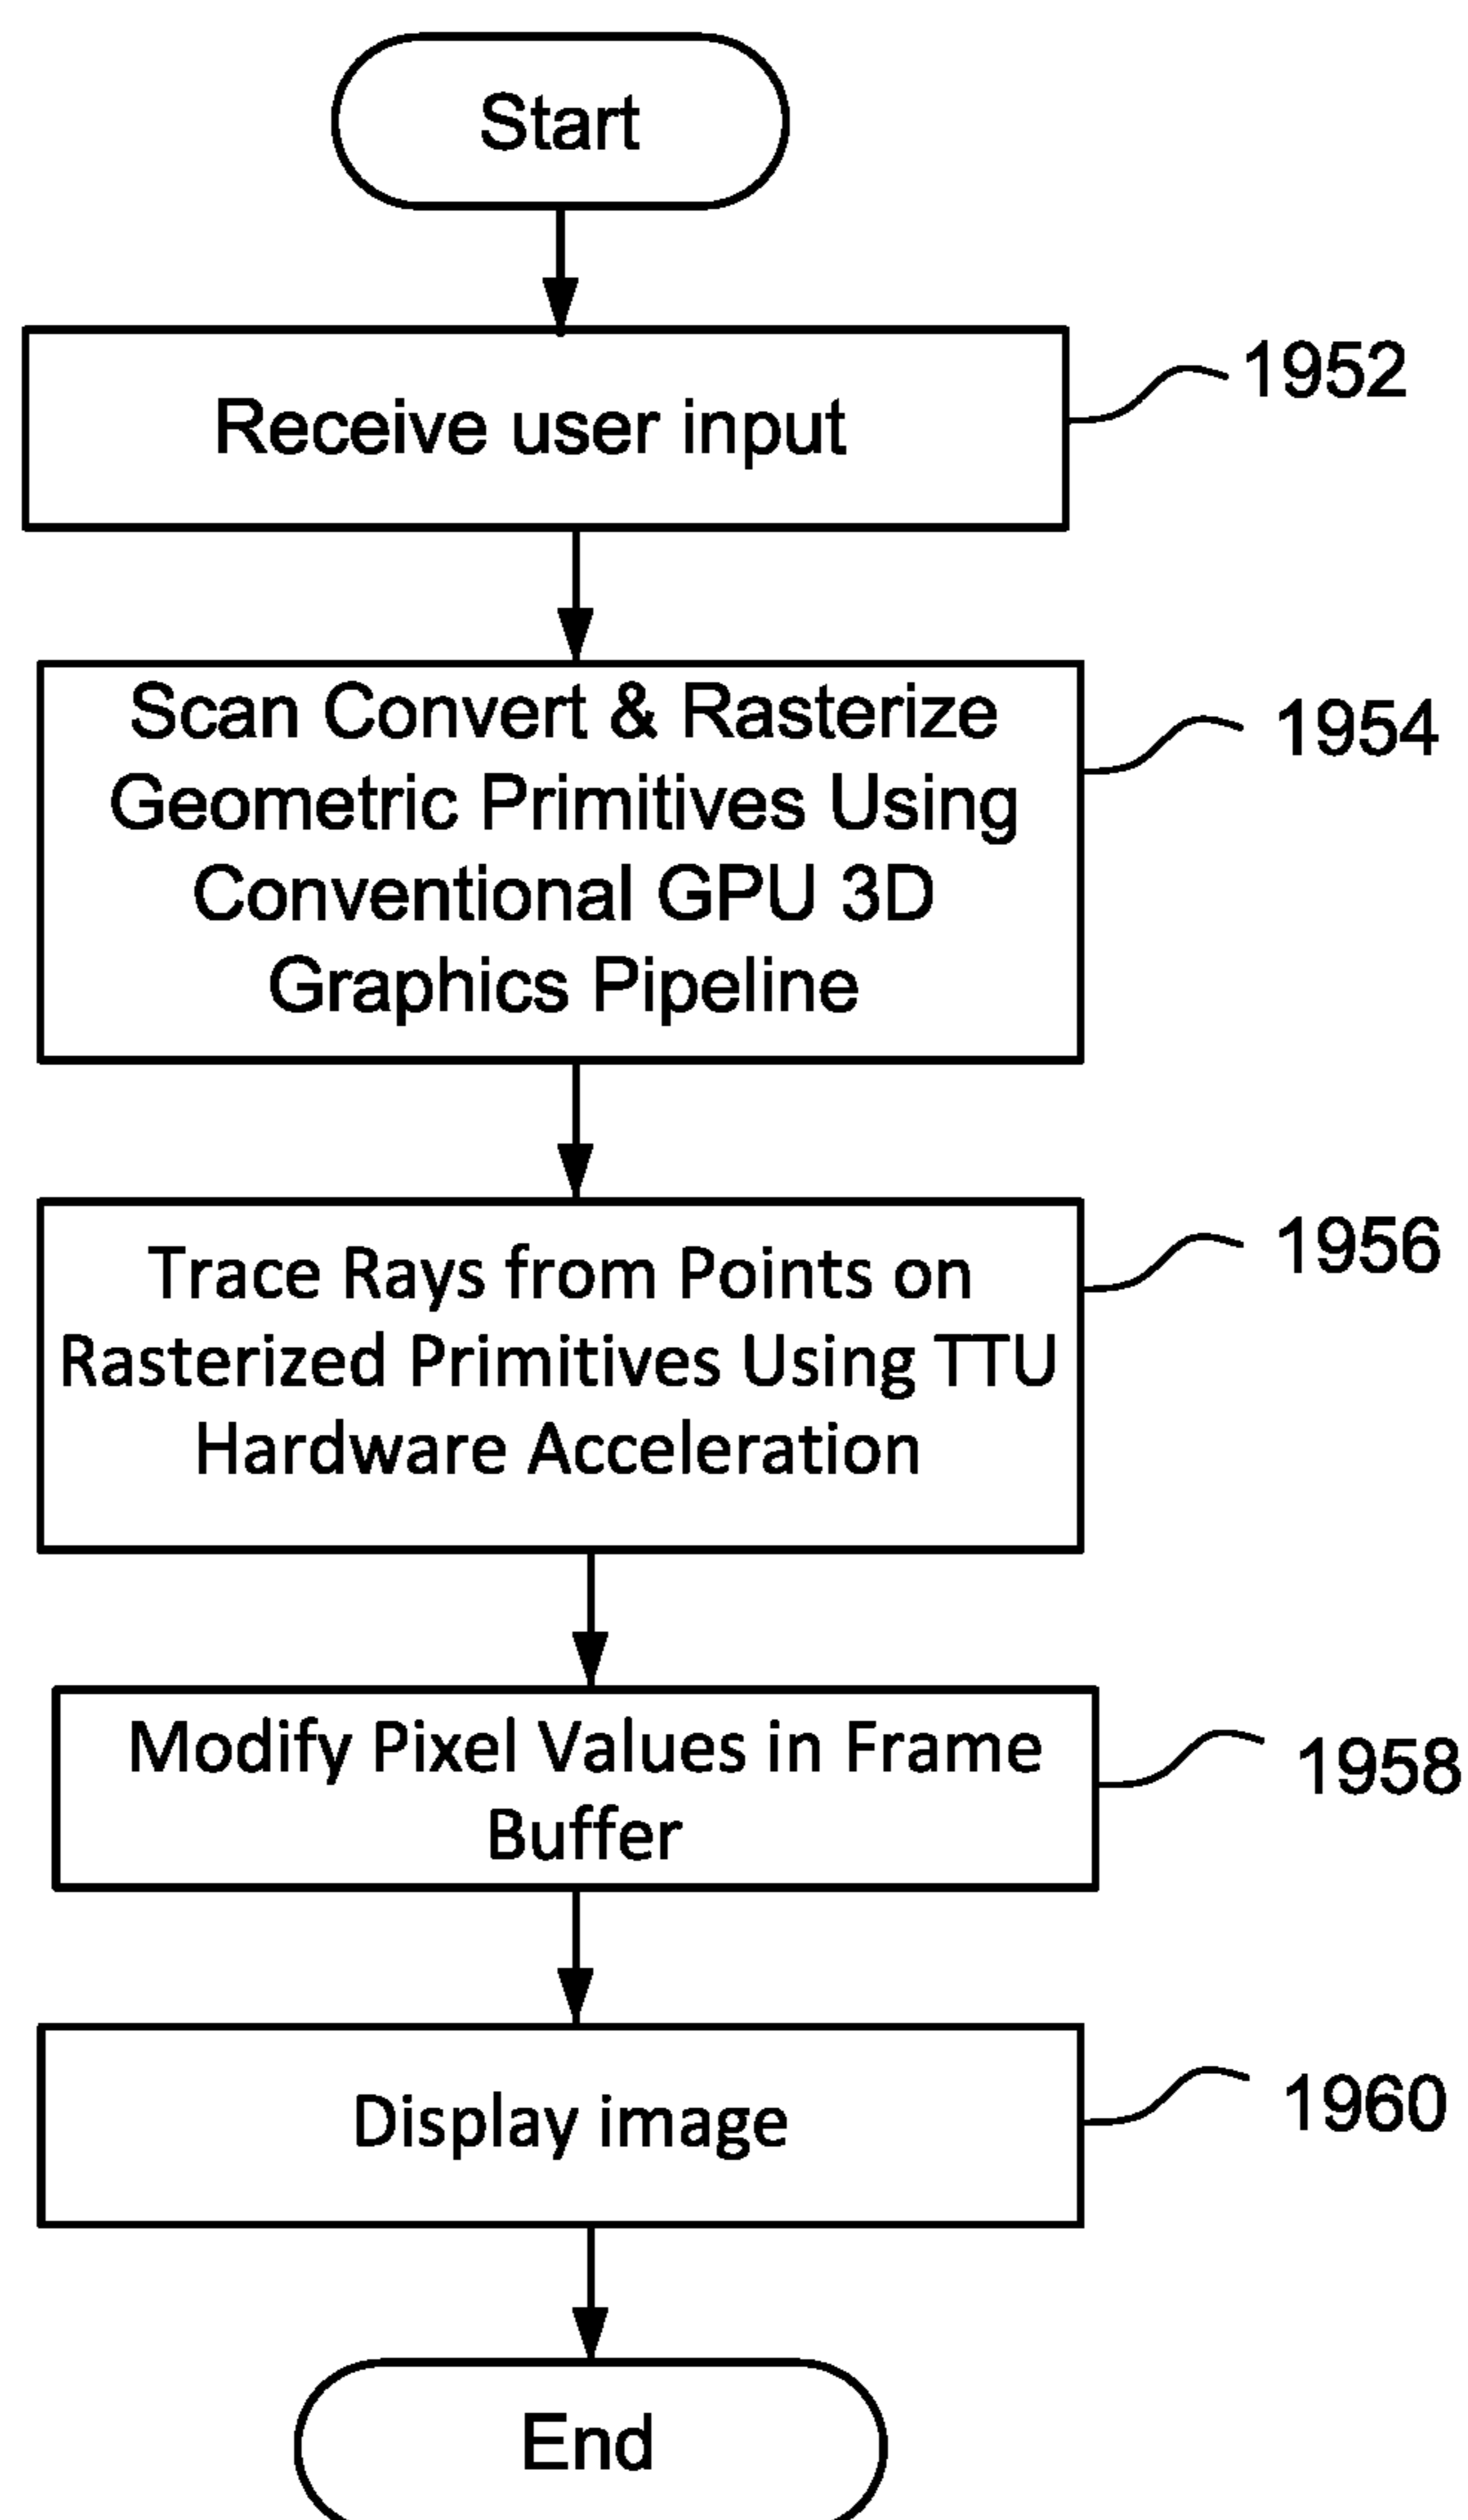 Start
Receive user input
1952
Scan Convert & Rasterize
Geometric Primitives Using
Conventional GPU 3D
Graphics Pipeline
1954
Trace Rays from Points on
Rasterized Primitives Using TTU
Hardware Acceleration
1956
Modify Pixel Values in Frame
Buffer
1958
Display image
1960
End